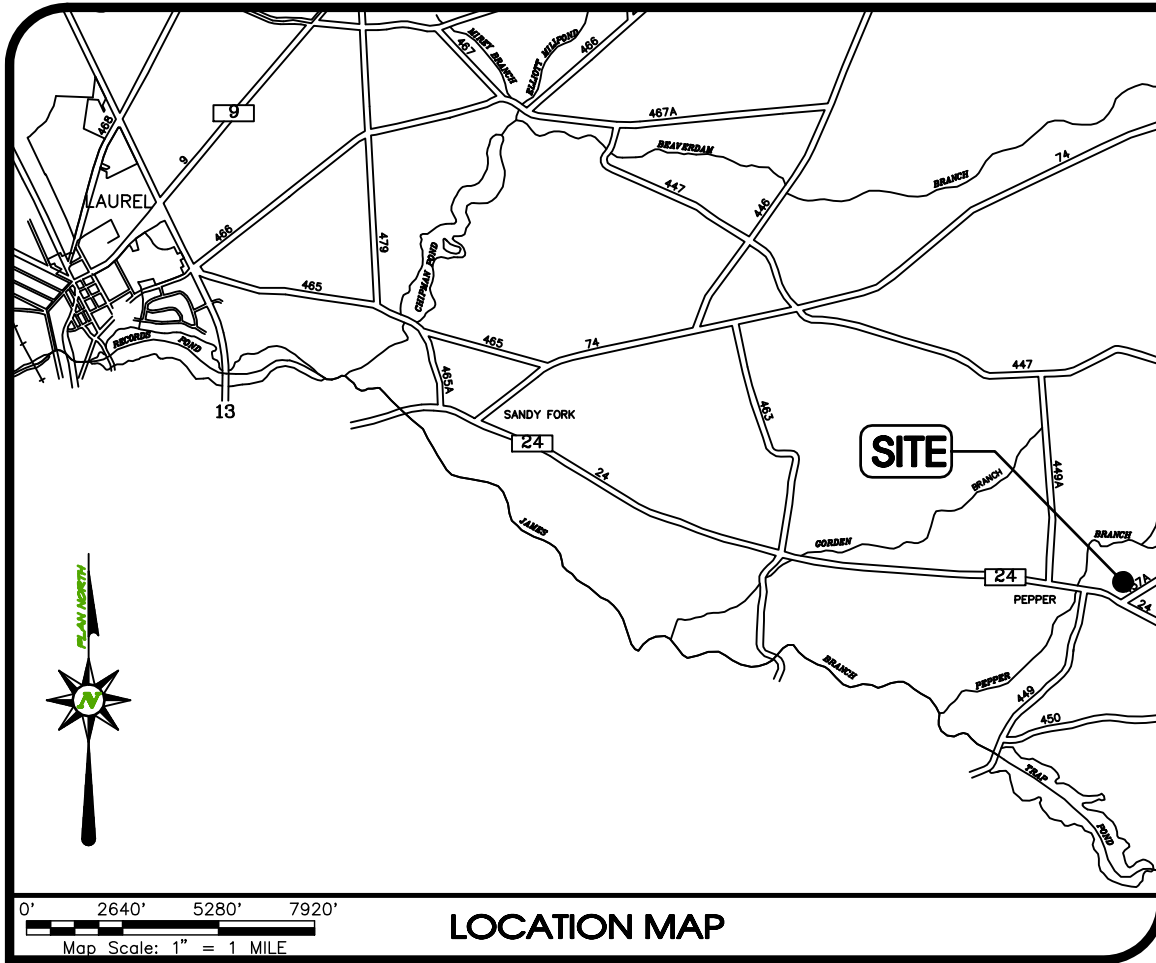 MIREY BRANCH
467
ELLIOTT MILLPOND
466
9
468
467A
9
BEAVERDAM
74
BRANCH
447
LAUREL
446
466
479
CHIPMAN POND
465
RECORDS
POND
465
74
447
465A
13
463
SANDY FORK
24
SITE
24
BRANCH
449A
JAMES
GORDEN
BRANCH
24
PEPPER
24
PLAN NORTH
BRANCH
PEPPER
449
N
450
TRAP
POND
0' 2640' 5280' 7920'
Map Scale: 1" = 1 MILE
LOCATION MAP